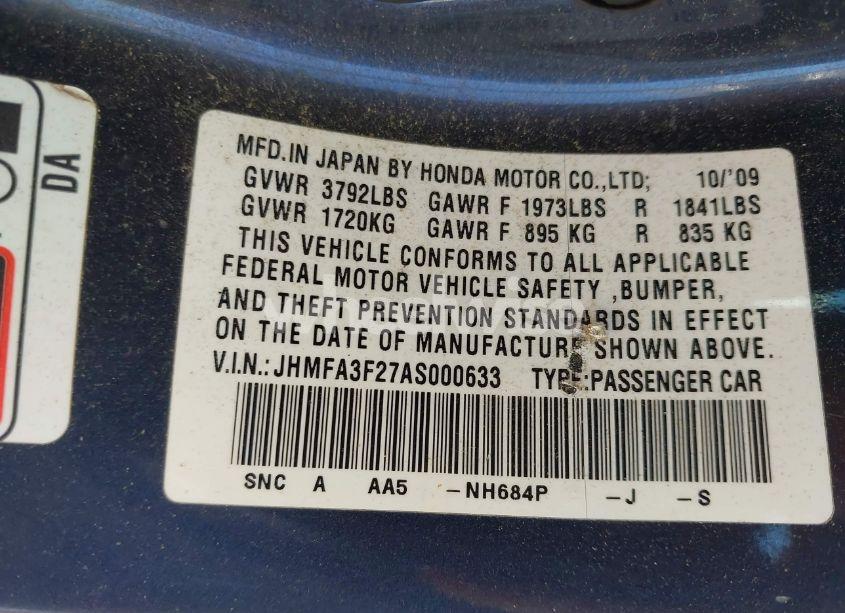 DA
MFD.IN JAPAN BY HONDA MOTOR CO.,LTD; 10/'09
GVWR 3792LBS GAWR F 1973LBS R 1841LBS
GVWR 1720KG GAWR F 895 KG R 835 KG
THIS VEHICLE CONFORMS TO ALL APPLICABLE
FEDERAL MOTOR VEHICLE SAFETY ,BUMPER,
AND THEFT PREVENTION STANDARDS IN EFFECT
ON THE DATE OF MANUFACTURE SHOWN ABOVE.
V.I.N.: JHMFA3F27AS000633 TYPE:PASSENGER CAR
SNC A AA5 -NH684P -J -S